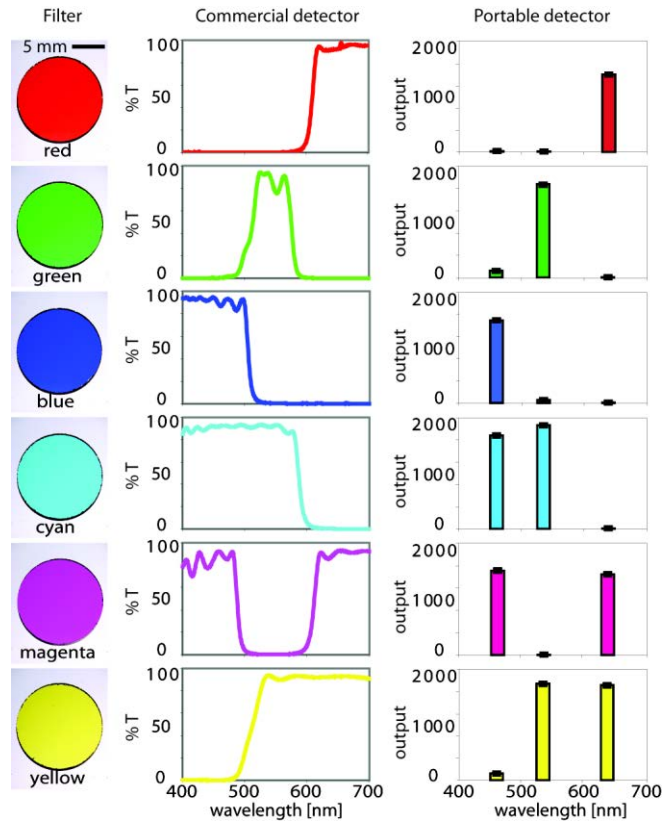 Filter Commercial detector Portable detector
5 mm
red
% T
100
50
0
output
2000
1000
0
green
% T
100
50
0
output
2000
1000
0
blue
% T
100
50
0
output
2000
1000
0
cyan
% T
100
50
0
output
2000
1000
0
magenta
% T
100
50
0
output
2000
1000
0
yellow
% T
100
50
0
output
2000
1000
0
400 500 600 700
wavelength [nm]
400 500 600 700
wavelength [nm]